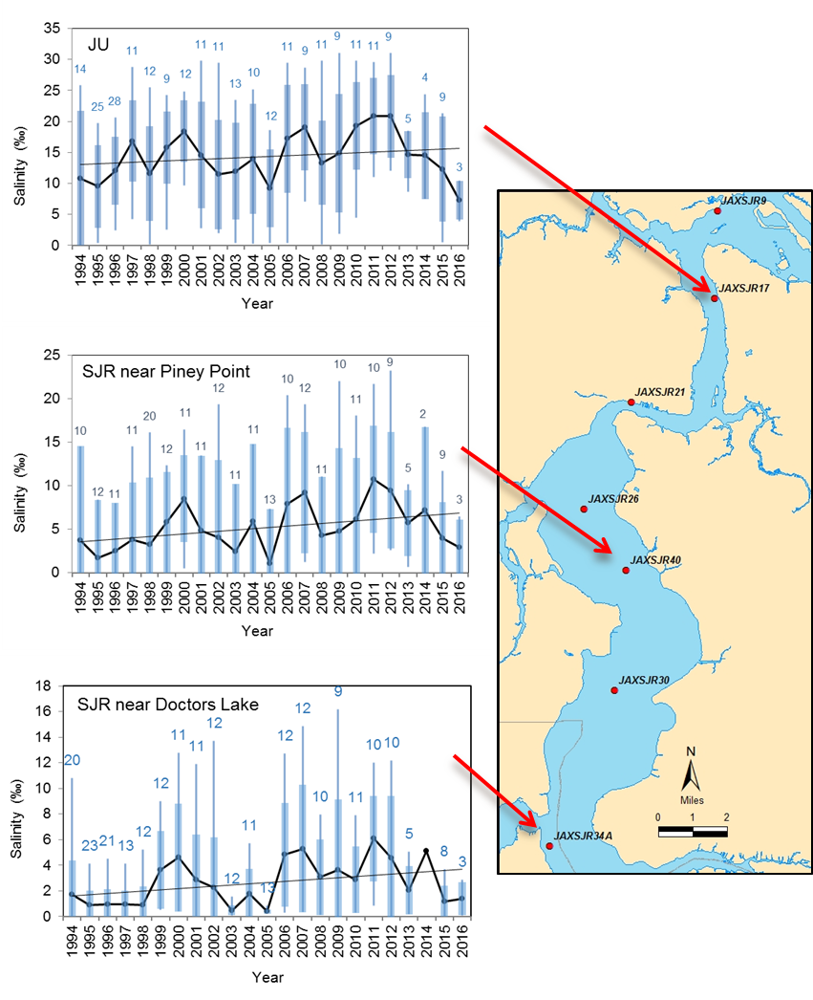 JU
35
30
25
20
15
10
5
0
Salinity (‰)
14 25 28 11 12 9 12 11 11 13 10 12 11 9 11 9 11 11 9 5 4 9 3
1994 1995 1996 1997 1998 1999 2000 2001 2002 2003 2004 2005 2006 2007 2008 2009 2010 2011 2012 2013 2014 2015 2016
Year
SJR near Piney Point
25
20
15
10
5
0
Salinity (‰)
10 12 11 11 20 12 11 11 12 10 11 13 10 12 11 10 11 10 9 5 2 9 3
1994 1995 1996 1997 1998 1999 2000 2001 2002 2003 2004 2005 2006 2007 2008 2009 2010 2011 2012 2013 2014 2015 2016
Year
SJR near Doctors Lake
18
16
14
12
10
8
6
4
2
0
Salinity (‰)
20 23 21 13 12 12 11 11 12 12 11 13 12 12 10 9 11 10 10 5 8 3
1994 1995 1996 1997 1998 1999 2000 2001 2002 2003 2004 2005 2006 2007 2008 2009 2010 2011 2012 2013 2014 2015 2016
Year
JAXSJR9
JAXSJR17
JAXSJR21
JAXSJR26
JAXSJR40
JAXSJR30
N
Miles
0 1 2
JAXSJR34A